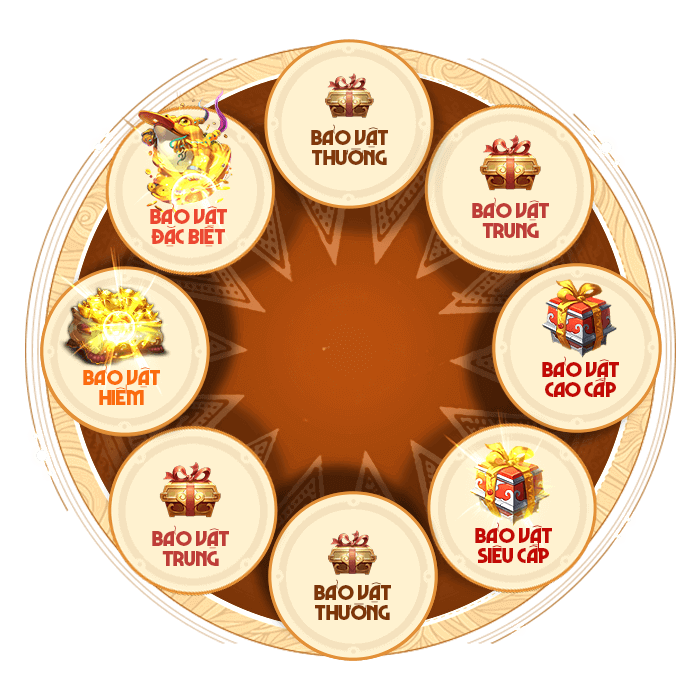 BẢO VẬT
THƯỜNG
BẢO VẬT
TRUNG
BẢO VẬT
CAO CẤP
BẢO VẬT
SIÊU CẤP
BẢO VẬT
THƯỜNG
BẢO VẬT
TRUNG
BẢO VẬT
HIẾM
BẢO VẬT
ĐẶC BIỆT